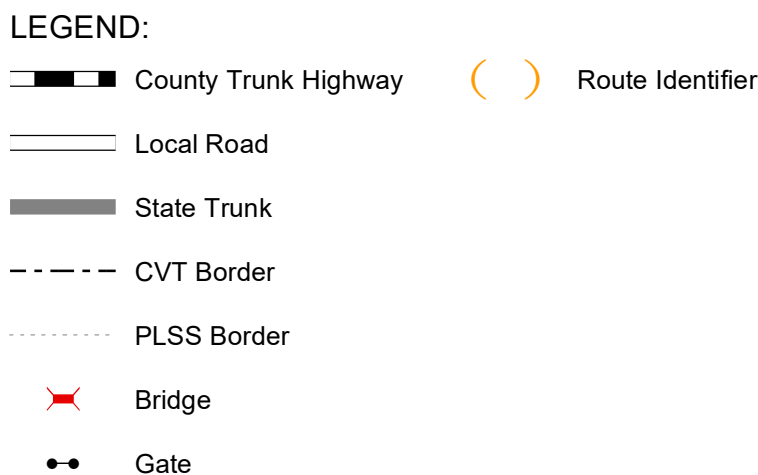 LEGEND:
County Trunk Highway
Route Identifier
Local Road
State Trunk
CVT Border
PLSS Border
Bridge
Gate